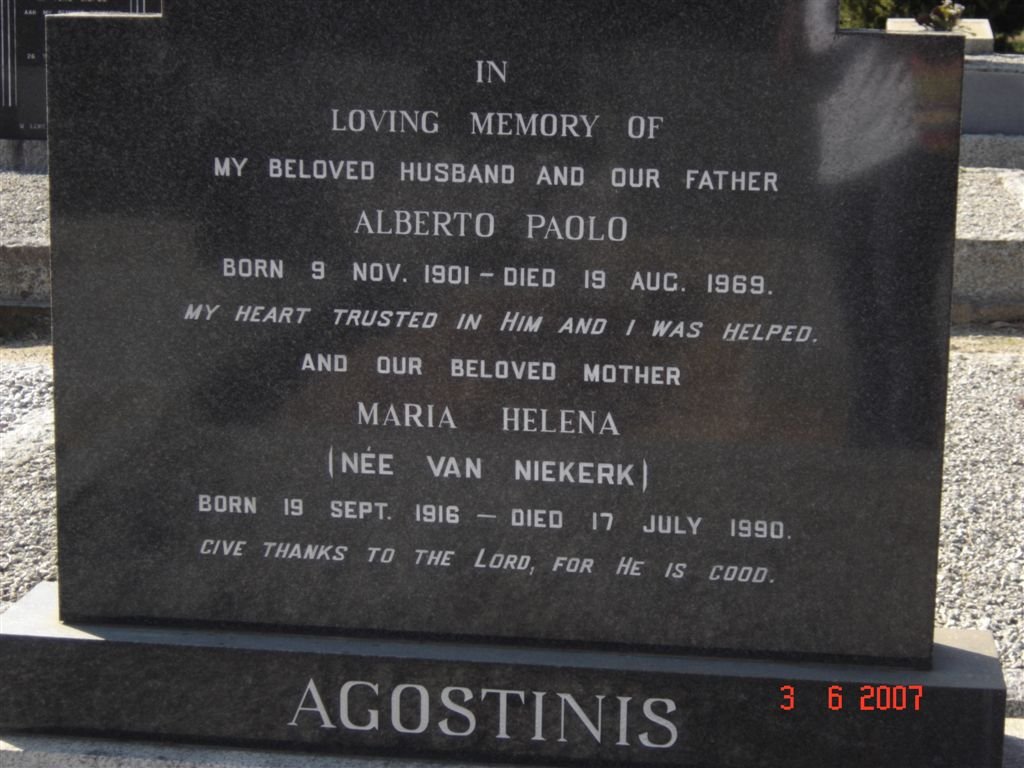 IN
LOVING MEMORY OF
MY BELOVED HUSBAND AND OUR FATHER
ALBERTO PAOLO
BORN 9 NOV. 1901 – DIED 19 AUG. 1969.
MY HEART TRUSTED IN HIM AND I WAS HELPED.
AND OUR BELOVED MOTHER
MARIA HELENA
(NÉE VAN NIEKERK)
BORN 19 SEPT. 1916 – DIED 17 JULY 1990.
GIVE THANKS TO THE LORD, FOR HE IS GOOD.
AGOSTINIS
3 6 2007